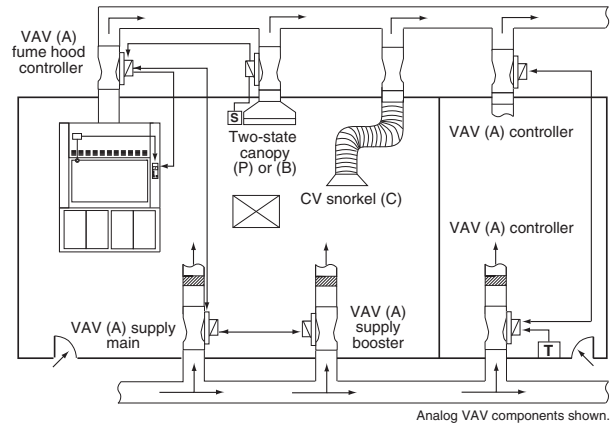 VAV (A)
fume hood
controller
S
Two-state
canopy
(P) or (B)
CV snorkel (C)
VAV (A) controller
VAV (A) controller
VAV (A) supply
main
VAV (A)
supply
booster
T
Analog VAV components shown.